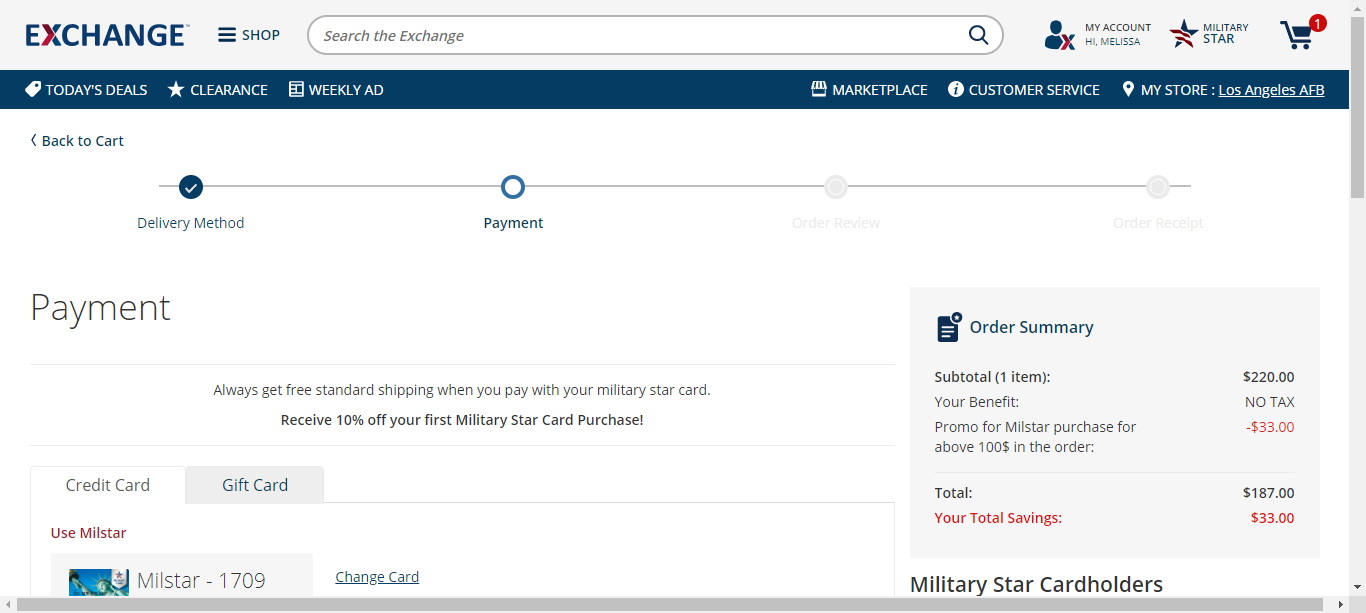 EXCHANGE
SHOP
Search the Exchange
MY ACCOUNT
HI, MELISSA
MILITARY
STAR
1
TODAY'S DEALS
CLEARANCE
WEEKLY AD
MARKETPLACE
CUSTOMER SERVICE
MY STORE : Los Angeles AFB
Back to Cart
Delivery Method
Payment
Order Review
Order Receipt
Payment
Always get free standard shipping when you pay with your military star card.
Receive 10% off your first Military Star Card Purchase!
Credit Card
Gift Card
Use Milstar
Milstar - 1709
Change Card
Order Summary
Subtotal (1 item): $220.00
Your Benefit: NO TAX
Promo for Milstar purchase for -$33.00
above 100$ in the order:
Total: $187.00
Your Total Savings: $33.00
Military Star Cardholders